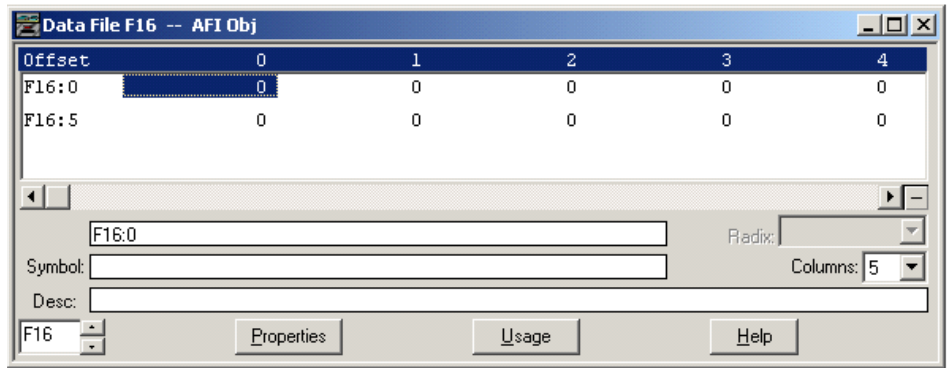 Data File F16 -- AFI Obj
Offset 0 1 2 3 4
F16:0 0 0 0 0 0
F16:5 0 0 0 0 0
F16:0
Radix:
Symbol:
Columns: 5
Desc:
F16 Properties Usage Help